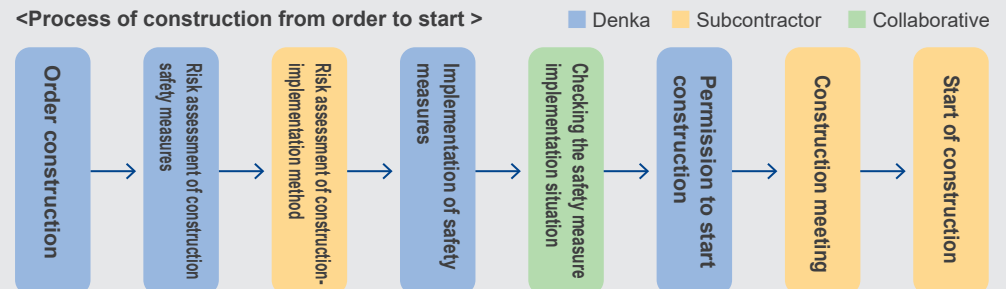 <Process of construction from order to start >
Denka
Subcontractor
Collaborative
Order construction
Risk assessment of construction
safety measures
Risk assessment of construction-
implementation method
Implementation of safety
measures
Checking the safety measure
implementation situation
Permission to start
construction
Construction meeting
Start of construction